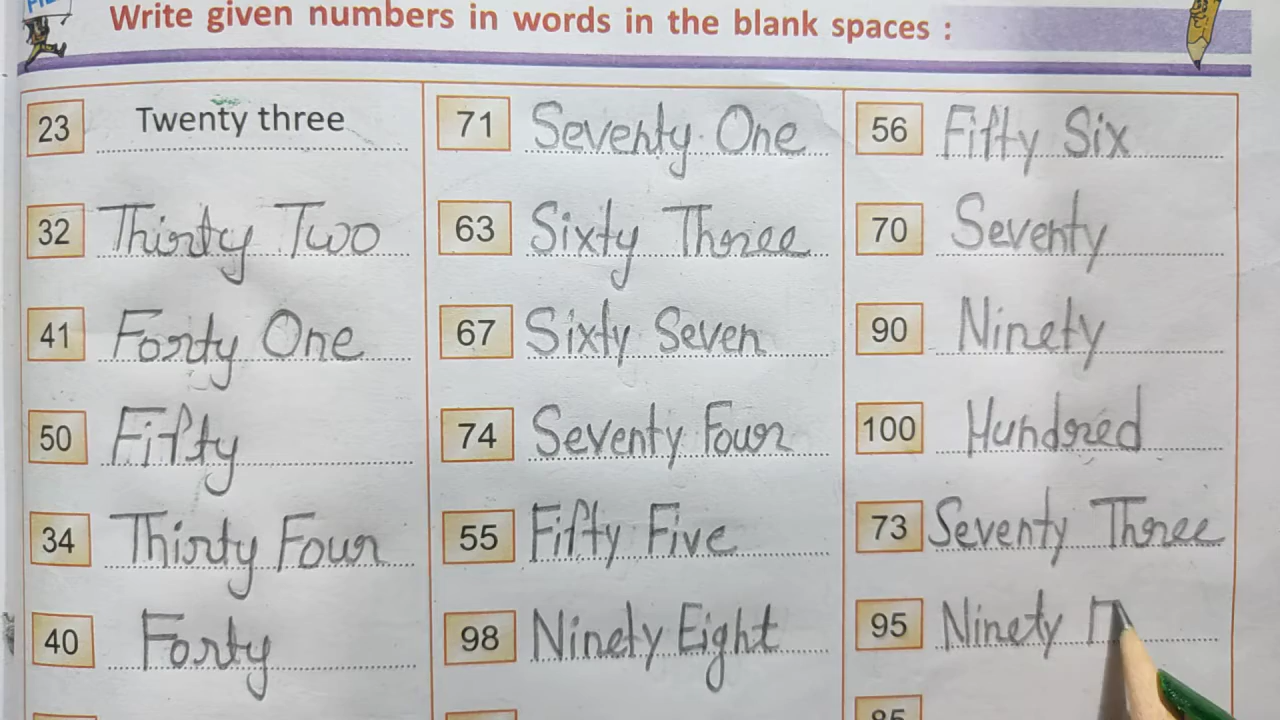 Write given numbers in words in the blank spaces :
23 Twenty three 71 Seventy One 56 Fifty Six
32 Thirty Two 63 Sixty Three 70 Seventy
41 Forty One 67 Sixty Seven 90 Ninety
50 Fifty 74 Seventy Four 100 Hundred
34 Thirty Four 55 Fifty Five 73 Seventy Three
40 Forty 98 Ninety Eight 95 Ninety